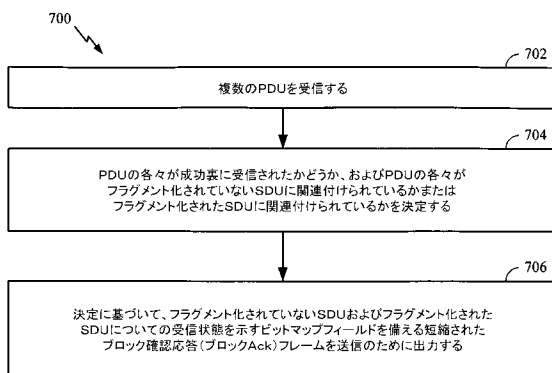 700
702
複数のPDUを受信する
704
PDUの各々が成功裏に受信されたかどうか、およびPDUの各々が
フラグメント化されていないSDUに関連付けられているかまたは
フラグメント化されたSDUに関連付けられているかを決定する
706
決定に基づいて、フラグメント化されていないSDUおよびフラグメント化された
SDUについての受信状態を示すビットマップフィールドを備える短縮された
ブロック確認応答(ブロックAck)フレームを送信のために出力する